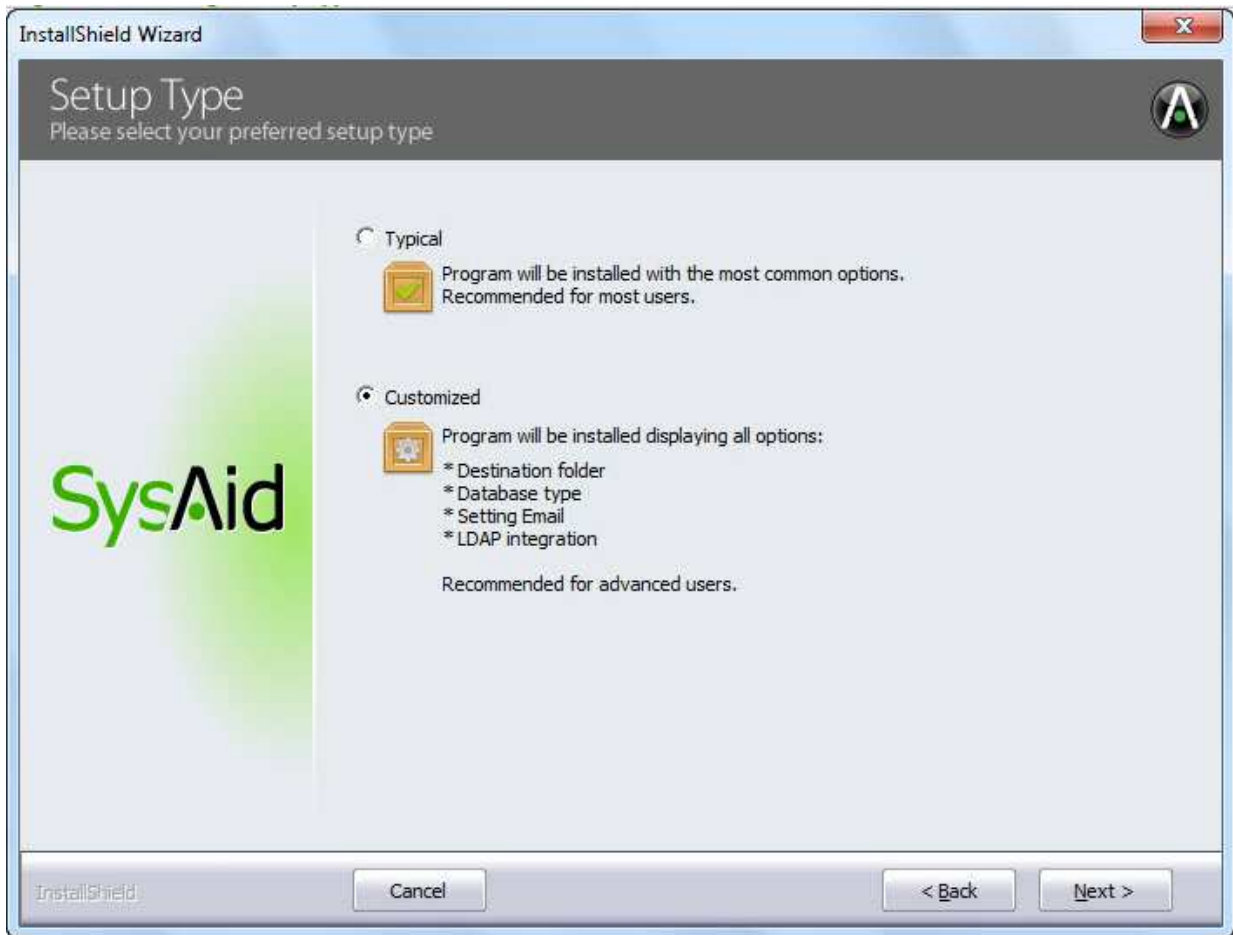 InstallShield Wizard
Setup Type
Please select your preferred setup type
Typical
Program will be installed with the most common options.
Recommended for most users.
Customized
Program will be installed displaying all options:
* Destination folder
* Database type
* Setting Email
* LDAP integration
Recommended for advanced users.
SysAid
InstallShield
Cancel
< Back
Next >